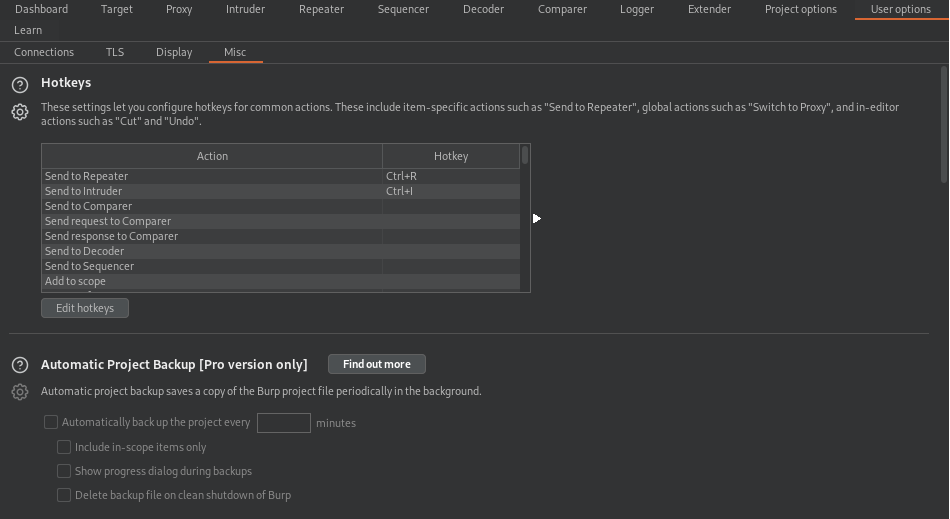 Dashboard Target Proxy Intruder Repeater Sequencer Decoder Comparer Logger Extender Project options User options
Learn
Connections TLS Display Misc
Hotkeys
These settings let you configure hotkeys for common actions. These include item-specific actions such as "Send to Repeater", global actions such as "Switch to Proxy", and in-editor
actions such as "Cut" and "Undo".
Action Hotkey
Send to Repeater Ctrl+R
Send to Intruder Ctrl+I
Send to Comparer
Send request to Comparer
Send response to Comparer
Send to Decoder
Send to Sequencer
Add to scope
Edit hotkeys
Automatic Project Backup [Pro version only] Find out more
Automatic project backup saves a copy of the Burp project file periodically in the background.
Automatically back up the project every minutes
Include in-scope items only
Show progress dialog during backups
Delete backup file on clean shutdown of Burp